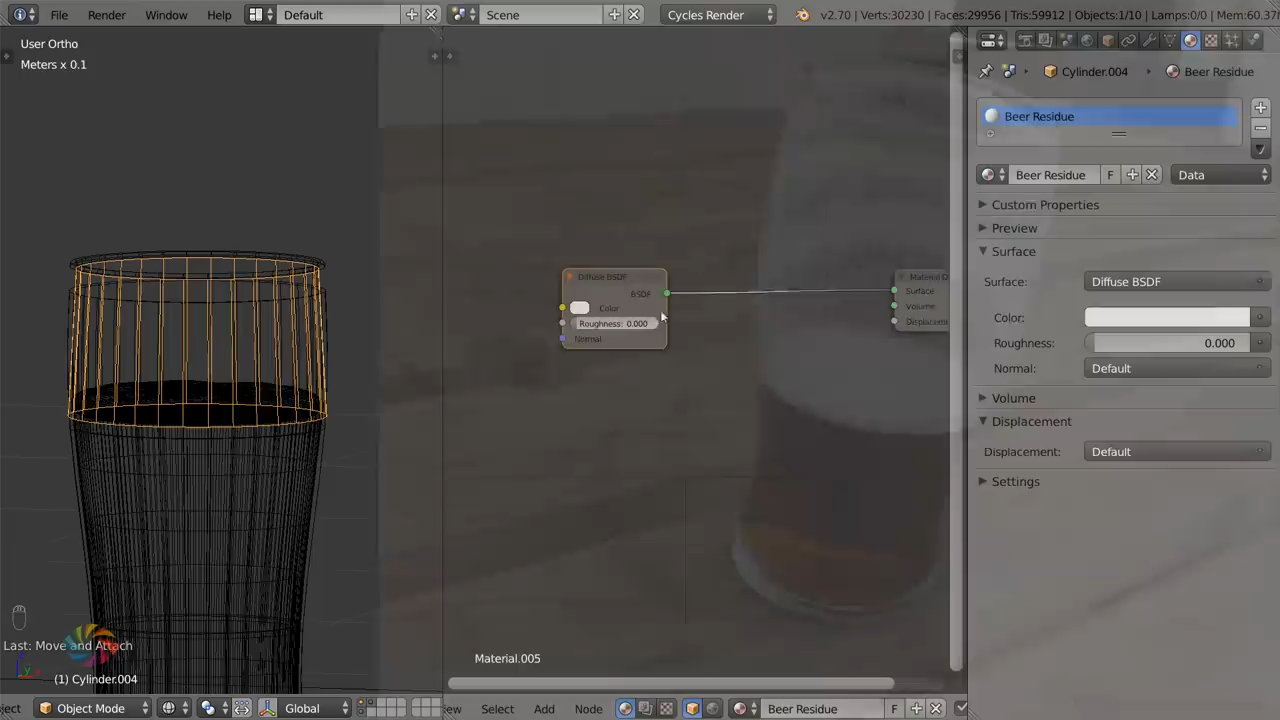 File Render Window Help Default Scene Cycles Render v2.70 | Verts:30230 | Faces:29956 | Tris:59912 | Objects:1/10 | Lamps:0/0 | Mem:60.37
User Ortho
Meters x 0.1
Cylinder.004 Beer Residue
Beer Residue
Beer Residue F Data
Custom Properties
Preview
Surface
Surface: Diffuse BSDF
Color:
Roughness: 0.000
Normal: Default
Volume
Displacement
Displacement: Default
Settings
Diffuse BSDF
BSDF
Color
Roughness: 0.000
Normal
Material O
Surface
Volume
Displacem
Last: Move and Attach
(1) Cylinder.004
Material.005
ect Object Mode Global
ew Select Add Node Beer Residue F